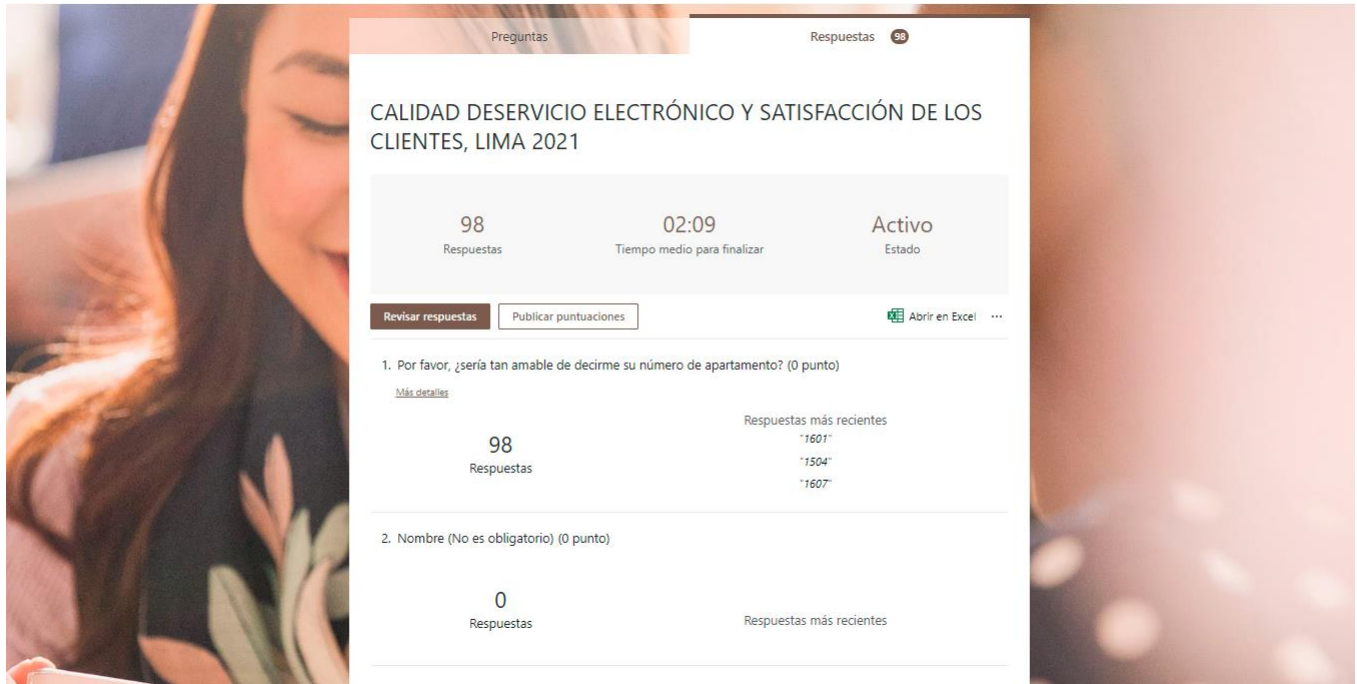 Preguntas
Respuestas 98
CALIDAD DESERVICIO ELECTRÓNICO Y SATISFACCIÓN DE LOS
CLIENTES, LIMA 2021
98
Respuestas
02:09
Tiempo medio para finalizar
Activo
Estado
Revisar respuestas
Publicar puntuaciones
Abrir en Excel ...
1. Por favor, ¿sería tan amable de decirme su número de apartamento? (0 punto)
Más detalles
98
Respuestas
Respuestas más recientes
"1601"
"1504"
"1607"
2. Nombre (No es obligatorio) (0 punto)
0
Respuestas
Respuestas más recientes